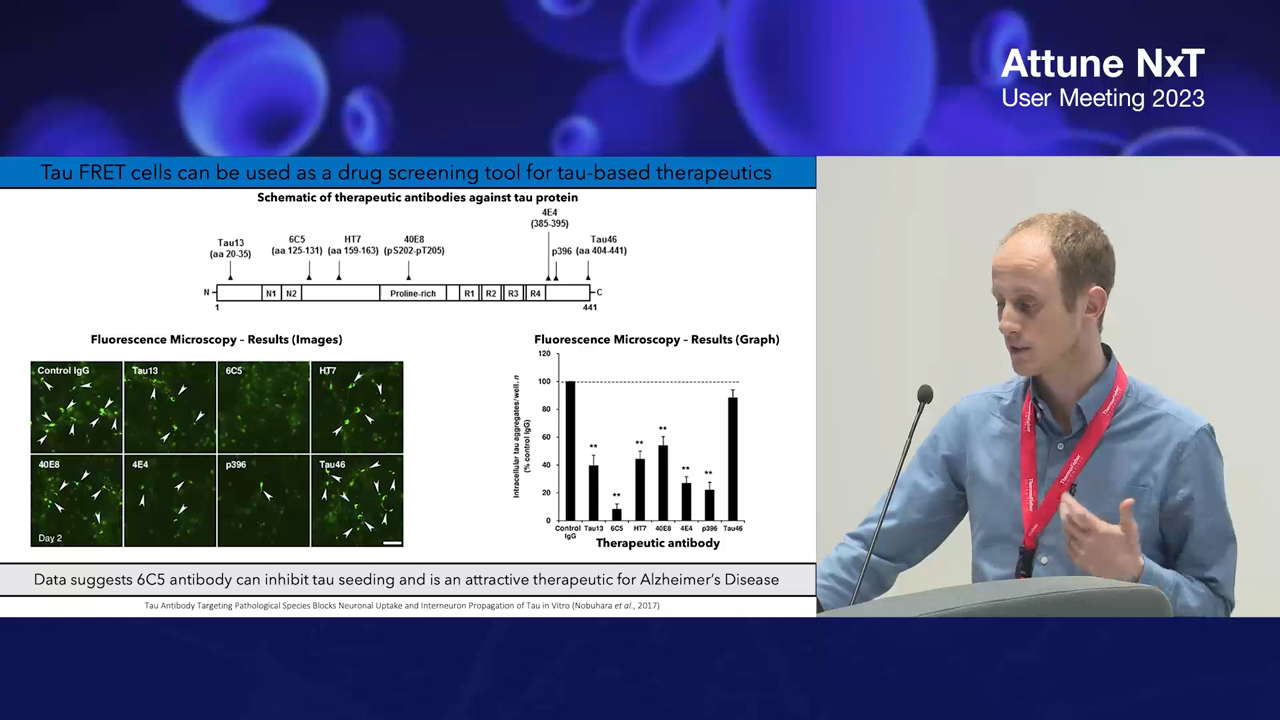 Attune NxT
User Meeting 2023
Tau FRET cells can be used as a drug screening tool for tau-based therapeutics
Schematic of therapeutic antibodies against tau protein
4E4
(385-395)
Tau13
(aa 20-35)
6C5
(aa 125-131)
HT7
(aa 159-163)
40E8
(pS202-pT205)
p396
Tau46
(aa 404-441)
N
N1
N2
Proline-rich
R1
R2
R3
R4
C
1
441
Fluorescence Microscopy – Results (Images)
Control IgG
Tau13
6C5
HT7
40E8
4E4
p396
Tau46
Day 2
Fluorescence Microscopy – Results (Graph)
Intracellular tau aggregates/well, n
(% control IgG)
120
100
80
60
40
20
0
**
**
**
**
**
**
Control IgG
Tau13
6C5
HT7
40E8
4E4
p396
Tau46
Therapeutic antibody
Data suggests 6C5 antibody can inhibit tau seeding and is an attractive therapeutic for Alzheimer's Disease
Tau Antibody Targeting Pathological Species Blocks Neuronal Uptake and Interneuron Propagation of Tau in Vitro (Nobuhara et al., 2017)
ThermoFisher
ThermoFisher